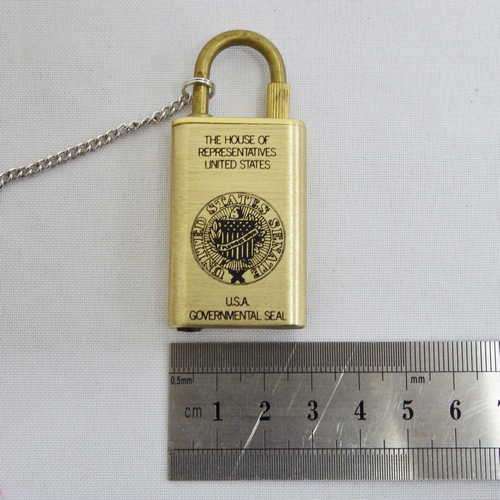 THE HOUSE OF
REPRESENTATIVES
UNITED STATES
UNITED STATES SENATE
U.S.A.
GOVERNMENTAL SEAL
0.5mm
mm
cm 1 2 3 4 5 6 7